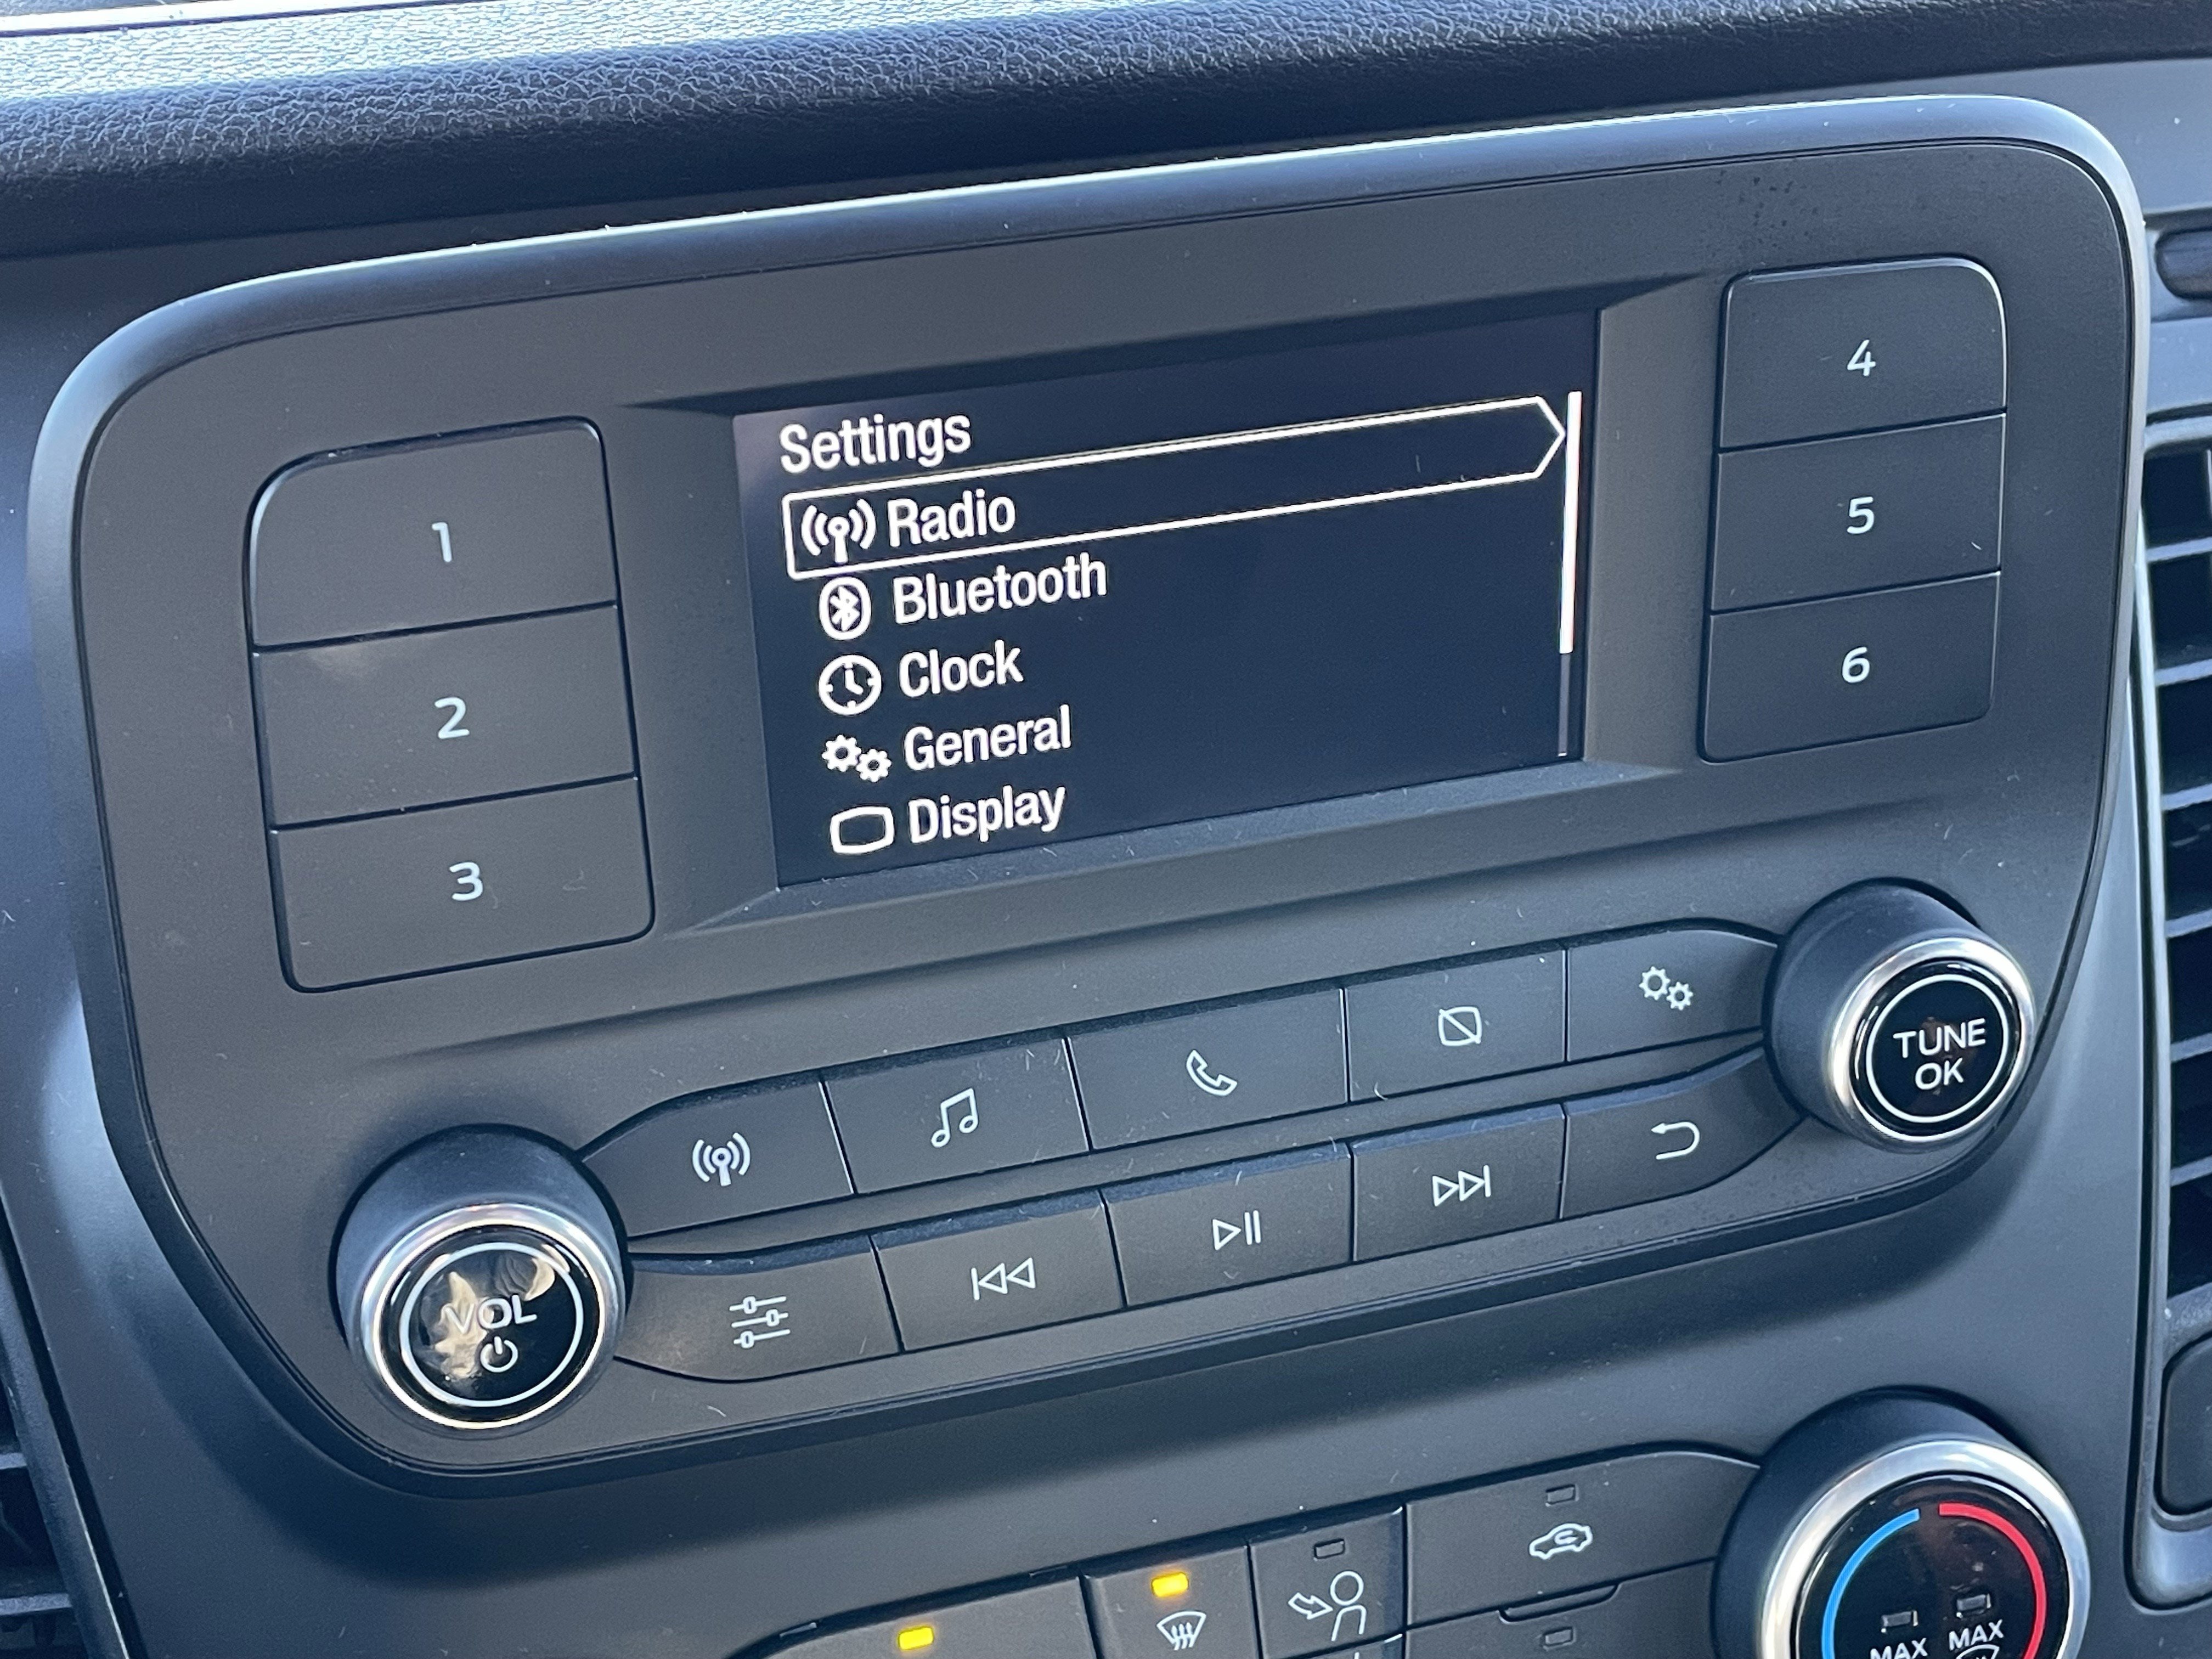 Settings
Radio
Bluetooth
Clock
General
Display
1
2
3
4
5
6
TUNE
OK
VOL
MAX
MAX